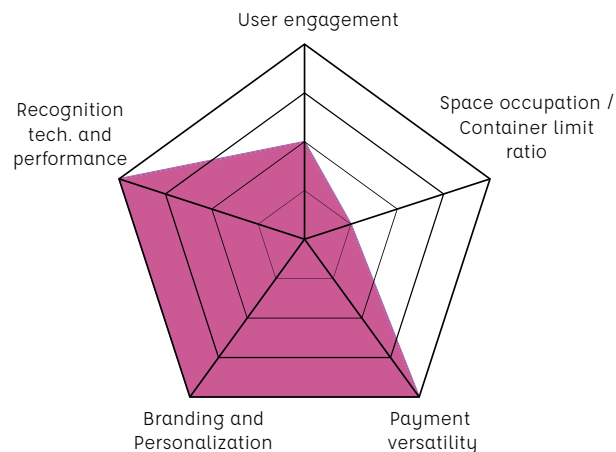 User engagement
Space occupation /
Container limit
ratio
Recognition
tech. and
performance
Branding and
Personalization
Payment
versatility